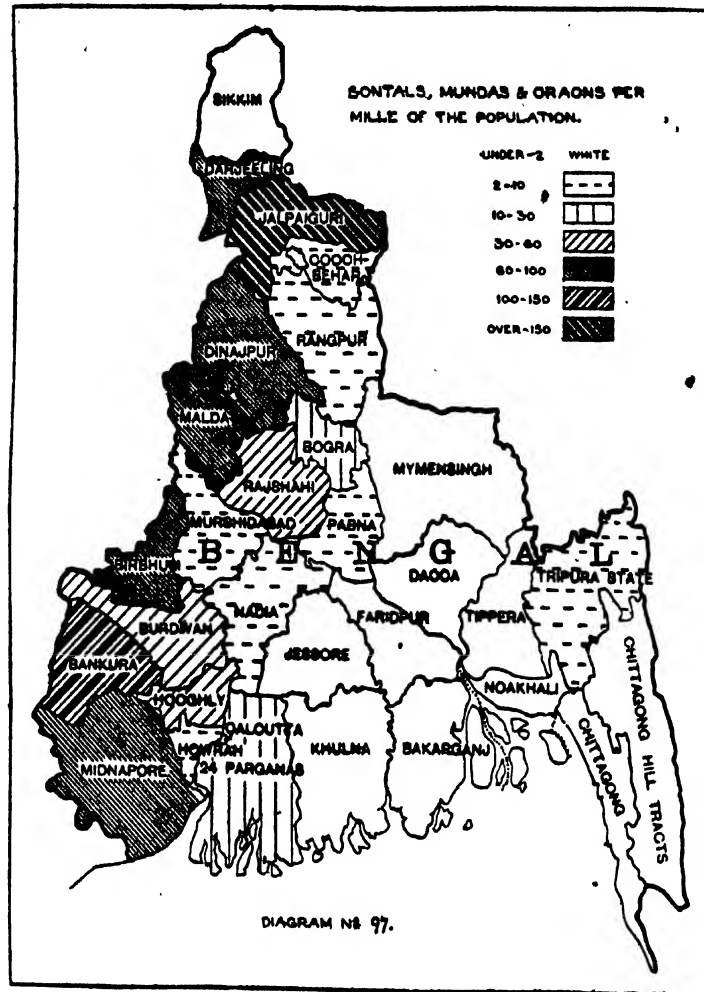 SONTALS, MUNDAS & ORAONS PER
MILLE OF THE POPULATION.
UNDER-2 WHITE
2-10
10-30
30-60
60-100
100-150
OVER-150
SIKKIM
DARJEELING
JALPAIGURI
COOCH
BEHAR
RANGPUR
DINAJPUR
MALDA
BOGRA
RAJSHAHI
MYMENSINGH
MURSHIDABAD
PABNA
BENGAL
BIRBHUM
DACCA
TRIPURA STATE
NADIA
FARIDPUR
TIPPERA
BURDWAN
JESSORE
BANKURA
HOOGHLY
NOAKHALI
CALCUTTA
HOWRAH
24 PARGANAS
KHULNA
BAKARGANJ
MIDNAPORE
CHITTAGONG
CHITTAGONG HILL TRACTS
DIAGRAM No 97.